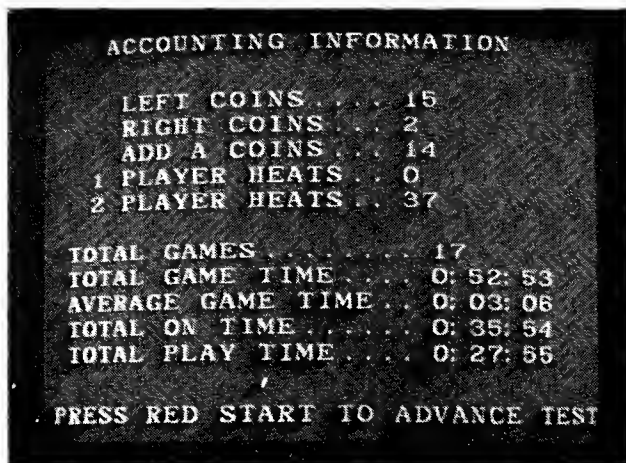 ACCOUNTING INFORMATION
LEFT COINS.... 15
RIGHT COINS... 2
ADD A COINS... 14
1 PLAYER HEATS.. 0
2 PLAYER HEATS.. 37
TOTAL GAMES........ 17
TOTAL GAME TIME.... 0:52:53
AVERAGE GAME TIME.. 0:03:06
TOTAL ON TIME...... 0:35:54
TOTAL PLAY TIME.... 0:27:55
PRESS RED START TO ADVANCE TEST